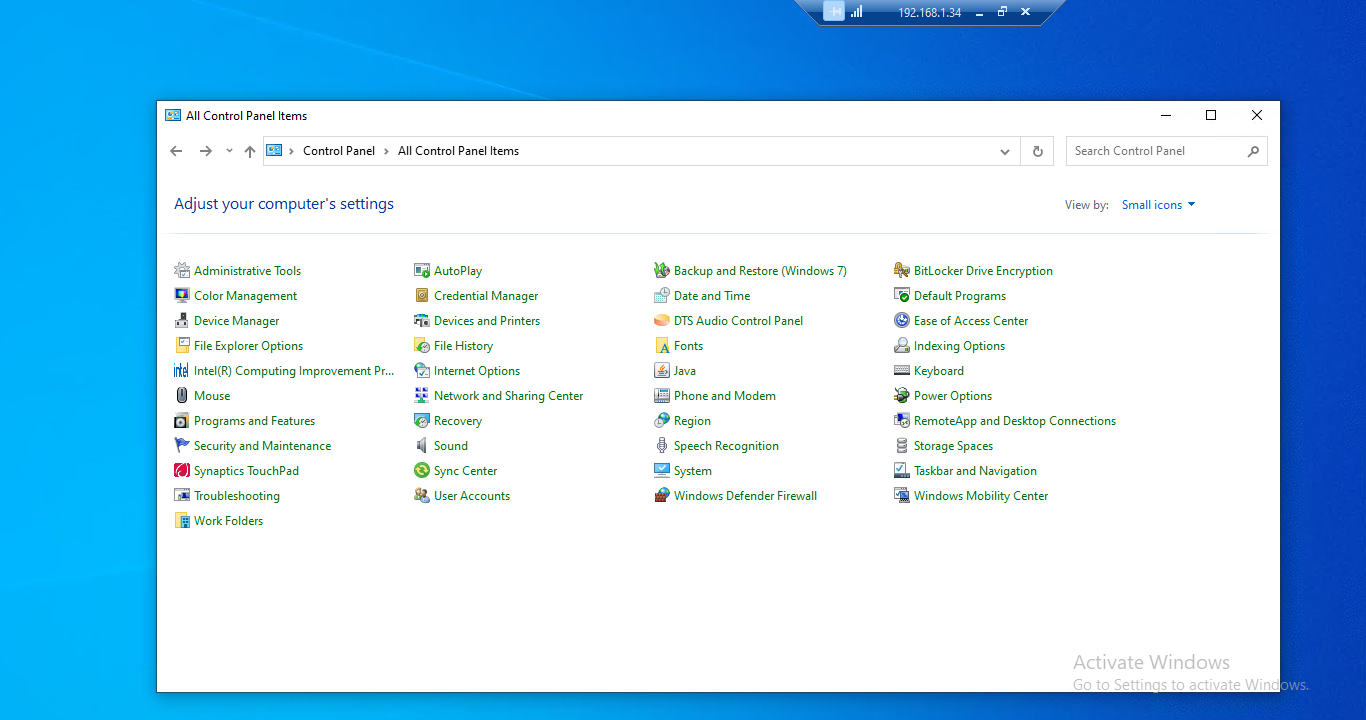 192.168.1.34
All Control Panel Items
Control Panel > All Control Panel Items
Search Control Panel
Adjust your computer's settings
View by: Small icons
Administrative Tools AutoPlay Backup and Restore (Windows 7) BitLocker Drive Encryption
Color Management Credential Manager Date and Time Default Programs
Device Manager Devices and Printers DTS Audio Control Panel Ease of Access Center
File Explorer Options File History Fonts Indexing Options
intel Intel(R) Computing Improvement Pr... Internet Options Java Keyboard
Mouse Network and Sharing Center Phone and Modem Power Options
Programs and Features Recovery Region RemoteApp and Desktop Connections
Security and Maintenance Sound Speech Recognition Storage Spaces
Synaptics TouchPad Sync Center System Taskbar and Navigation
Troubleshooting User Accounts Windows Defender Firewall Windows Mobility Center
Work Folders
Activate Windows
Go to Settings to activate Windows.